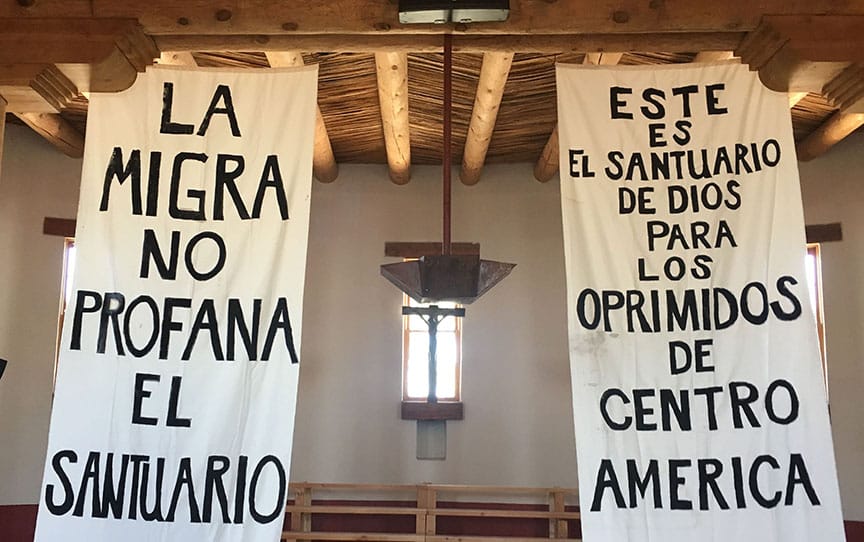 LA
MIGRA
NO
PROFANA
EL
SANTUARIO
ESTE
ES
EL SANTUARIO
DE DIOS
PARA
LOS
OPRIMIDOS
DE
CENTRO
AMERICA